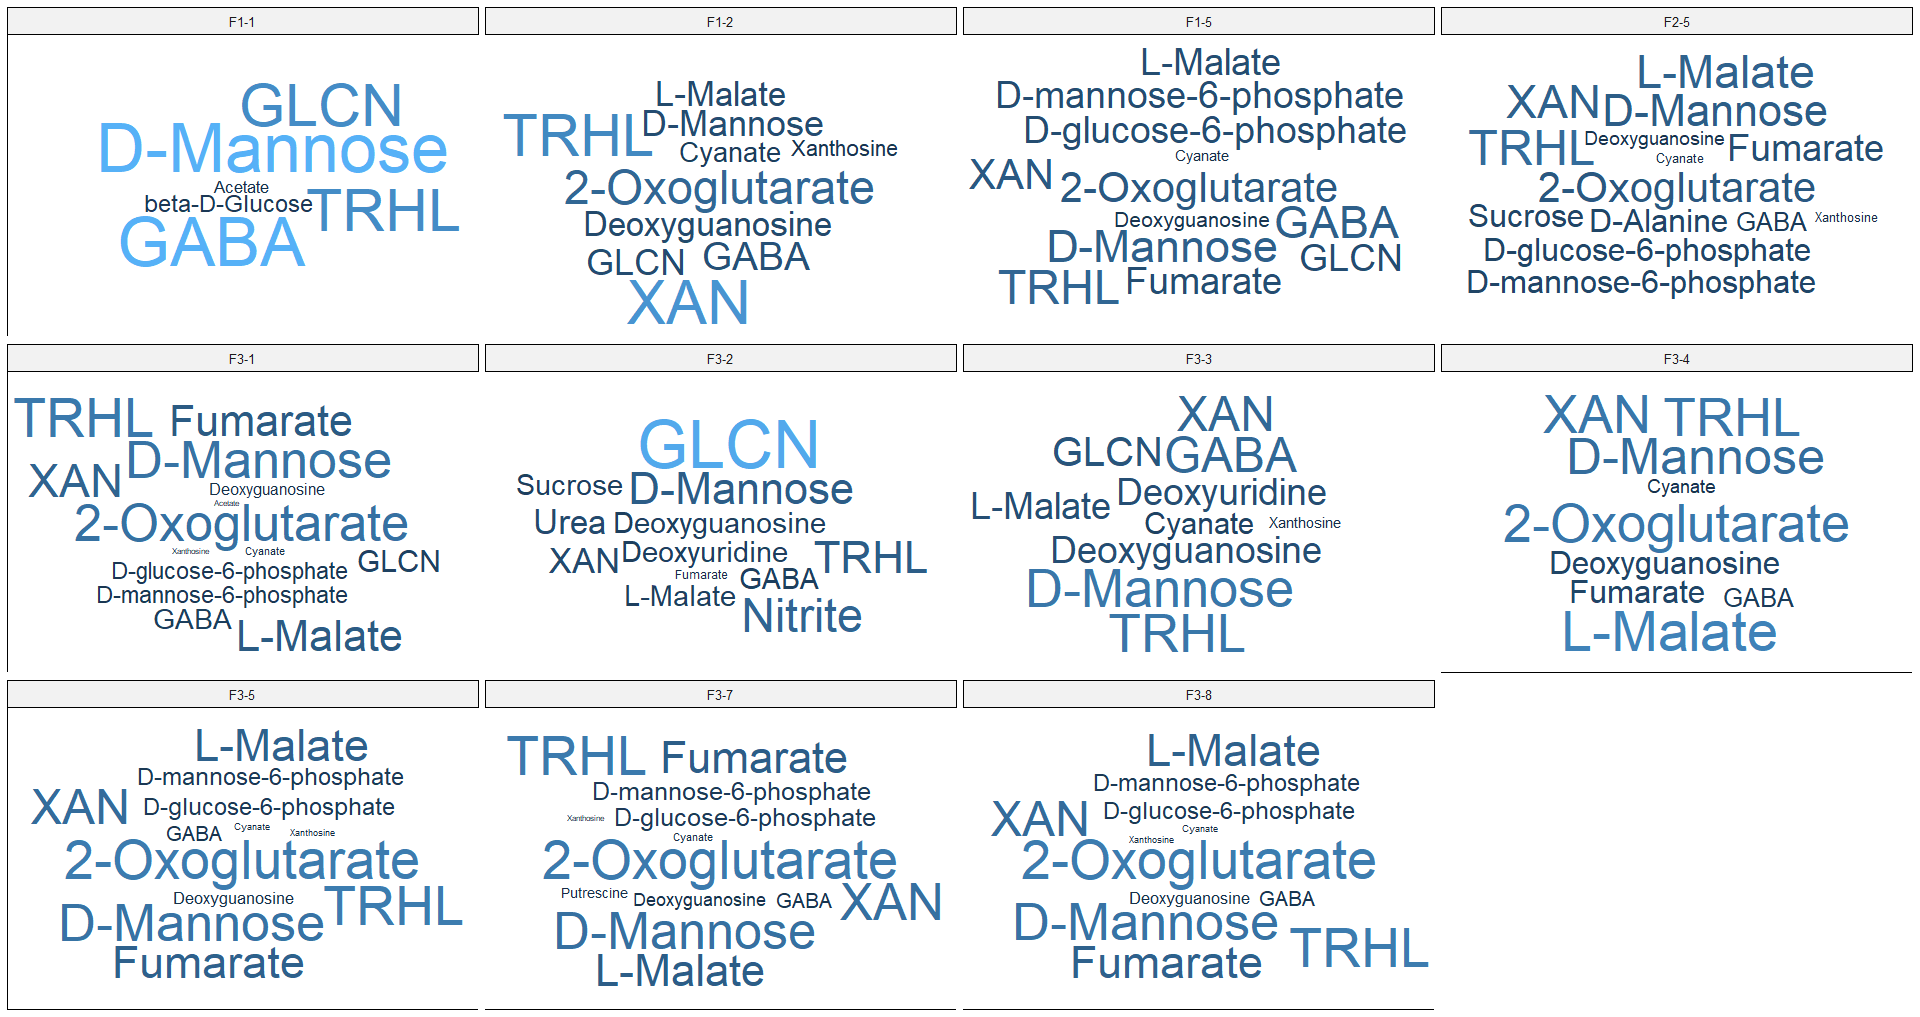 F1-1
GLCN
D-Mannose
Acetate
beta-D-Glucose
TRHL
GABA
F1-2
L-Malate
TRHL
D-Mannose
Cyanate
Xanthosine
2-Oxoglutarate
Deoxyguanosine
GLCN
GABA
XAN
F1-5
L-Malate
D-mannose-6-phosphate
D-glucose-6-phosphate
Cyanate
XAN
2-Oxoglutarate
Deoxyguanosine
GABA
D-Mannose
GLCN
TRHL
Fumarate
F2-5
L-Malate
XAN
D-Mannose
TRHL
Deoxyguanosine
Cyanate
Fumarate
2-Oxoglutarate
Sucrose
D-Alanine
GABA
Xanthosine
D-glucose-6-phosphate
D-mannose-6-phosphate
F3-1
TRHL
Fumarate
D-Mannose
XAN
Deoxyguanosine
Acetate
2-Oxoglutarate
Xanthosine
Cyanate
GLCN
D-glucose-6-phosphate
D-mannose-6-phosphate
GABA
L-Malate
F3-2
GLCN
Sucrose
D-Mannose
Urea
Deoxyguanosine
XAN
Deoxyuridine
TRHL
Fumarate
GABA
L-Malate
Nitrite
F3-3
XAN
GLCN
GABA
L-Malate
Deoxyuridine
Cyanate
Xanthosine
Deoxyguanosine
D-Mannose
TRHL
F3-4
XAN
TRHL
D-Mannose
Cyanate
2-Oxoglutarate
Deoxyguanosine
Fumarate
GABA
L-Malate
F3-5
L-Malate
D-mannose-6-phosphate
XAN
D-glucose-6-phosphate
GABA
Cyanate
Xanthosine
2-Oxoglutarate
Deoxyguanosine
D-Mannose
TRHL
Fumarate
F3-7
TRHL
Fumarate
D-mannose-6-phosphate
Xanthosine
D-glucose-6-phosphate
Cyanate
2-Oxoglutarate
Putrescine
Deoxyguanosine
GABA
XAN
D-Mannose
L-Malate
F3-8
L-Malate
D-mannose-6-phosphate
XAN
D-glucose-6-phosphate
Cyanate
Xanthosine
2-Oxoglutarate
Deoxyguanosine
GABA
D-Mannose
TRHL
Fumarate